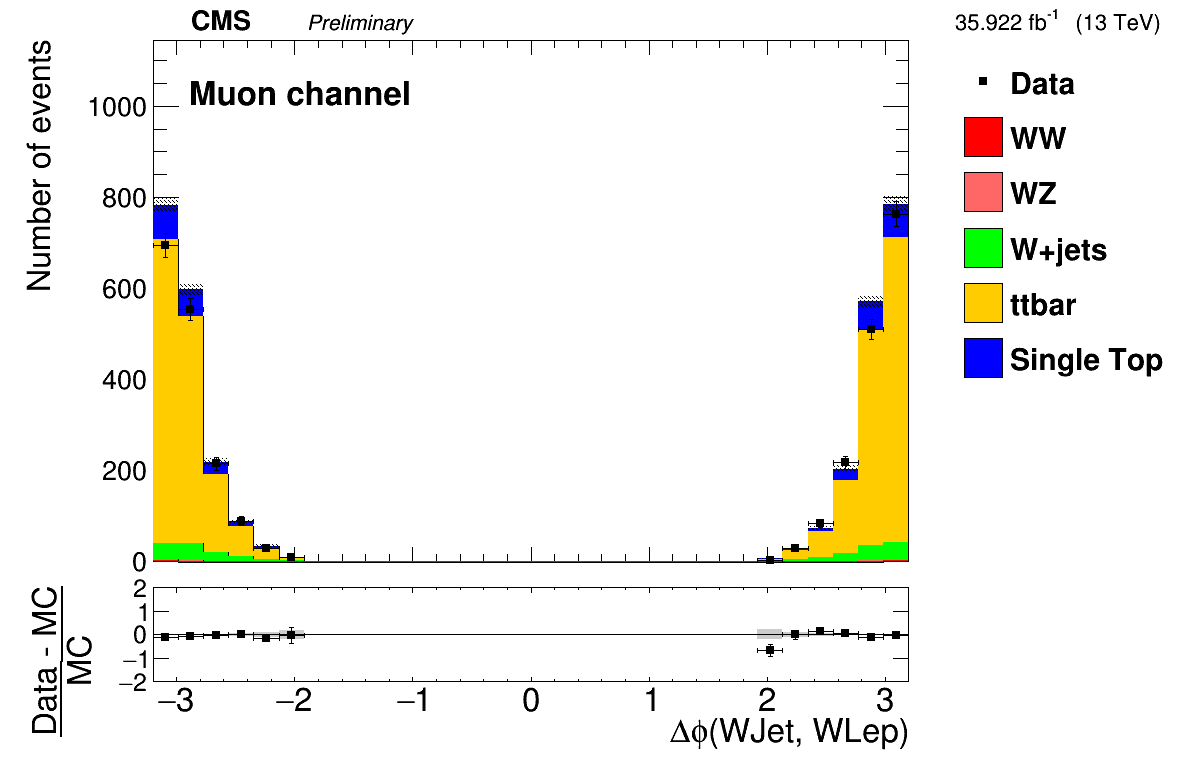 CMS Preliminary 35.922 fb-1 (13 TeV)
Muon channel
Number of events
1000
800
600
400
200
0
Data
WW
WZ
W+jets
ttbar
Single Top
Data - MC
MC
2
1
0
−1
−2
−3 −2 −1 0 1 2 3
Δϕ(WJet, WLep)